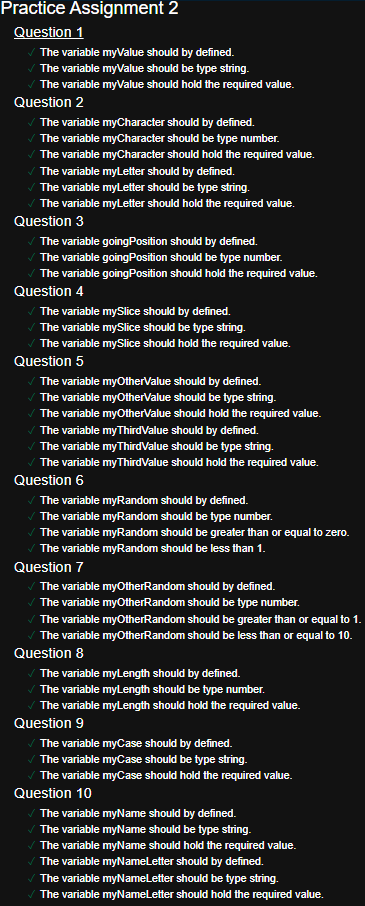 Practice Assignment 2
Question 1
✓ The variable myValue should by defined.
✓ The variable myValue should be type string.
✓ The variable myValue should hold the required value.
Question 2
✓ The variable myCharacter should by defined.
✓ The variable myCharacter should be type number.
✓ The variable myCharacter should hold the required value.
✓ The variable myLetter should by defined.
✓ The variable myLetter should be type string.
✓ The variable myLetter should hold the required value.
Question 3
✓ The variable goingPosition should by defined.
✓ The variable goingPosition should be type number.
✓ The variable goingPosition should hold the required value.
Question 4
✓ The variable mySlice should by defined.
✓ The variable mySlice should be type string.
✓ The variable mySlice should hold the required value.
Question 5
✓ The variable myOtherValue should by defined.
✓ The variable myOtherValue should be type string.
✓ The variable myOtherValue should hold the required value.
✓ The variable myThirdValue should by defined.
✓ The variable myThirdValue should be type string.
✓ The variable myThirdValue should hold the required value.
Question 6
✓ The variable myRandom should by defined.
✓ The variable myRandom should be type number.
✓ The variable myRandom should be greater than or equal to zero.
✓ The variable myRandom should be less than 1.
Question 7
✓ The variable myOtherRandom should by defined.
✓ The variable myOtherRandom should be type number.
✓ The variable myOtherRandom should be greater than or equal to 1.
✓ The variable myOtherRandom should be less than or equal to 10.
Question 8
✓ The variable myLength should by defined.
✓ The variable myLength should be type number.
✓ The variable myLength should hold the required value.
Question 9
✓ The variable myCase should by defined.
✓ The variable myCase should be type string.
✓ The variable myCase should hold the required value.
Question 10
✓ The variable myName should by defined.
✓ The variable myName should be type string.
✓ The variable myName should hold the required value.
✓ The variable myNameLetter should by defined.
✓ The variable myNameLetter should be type string.
✓ The variable myNameLetter should hold the required value.